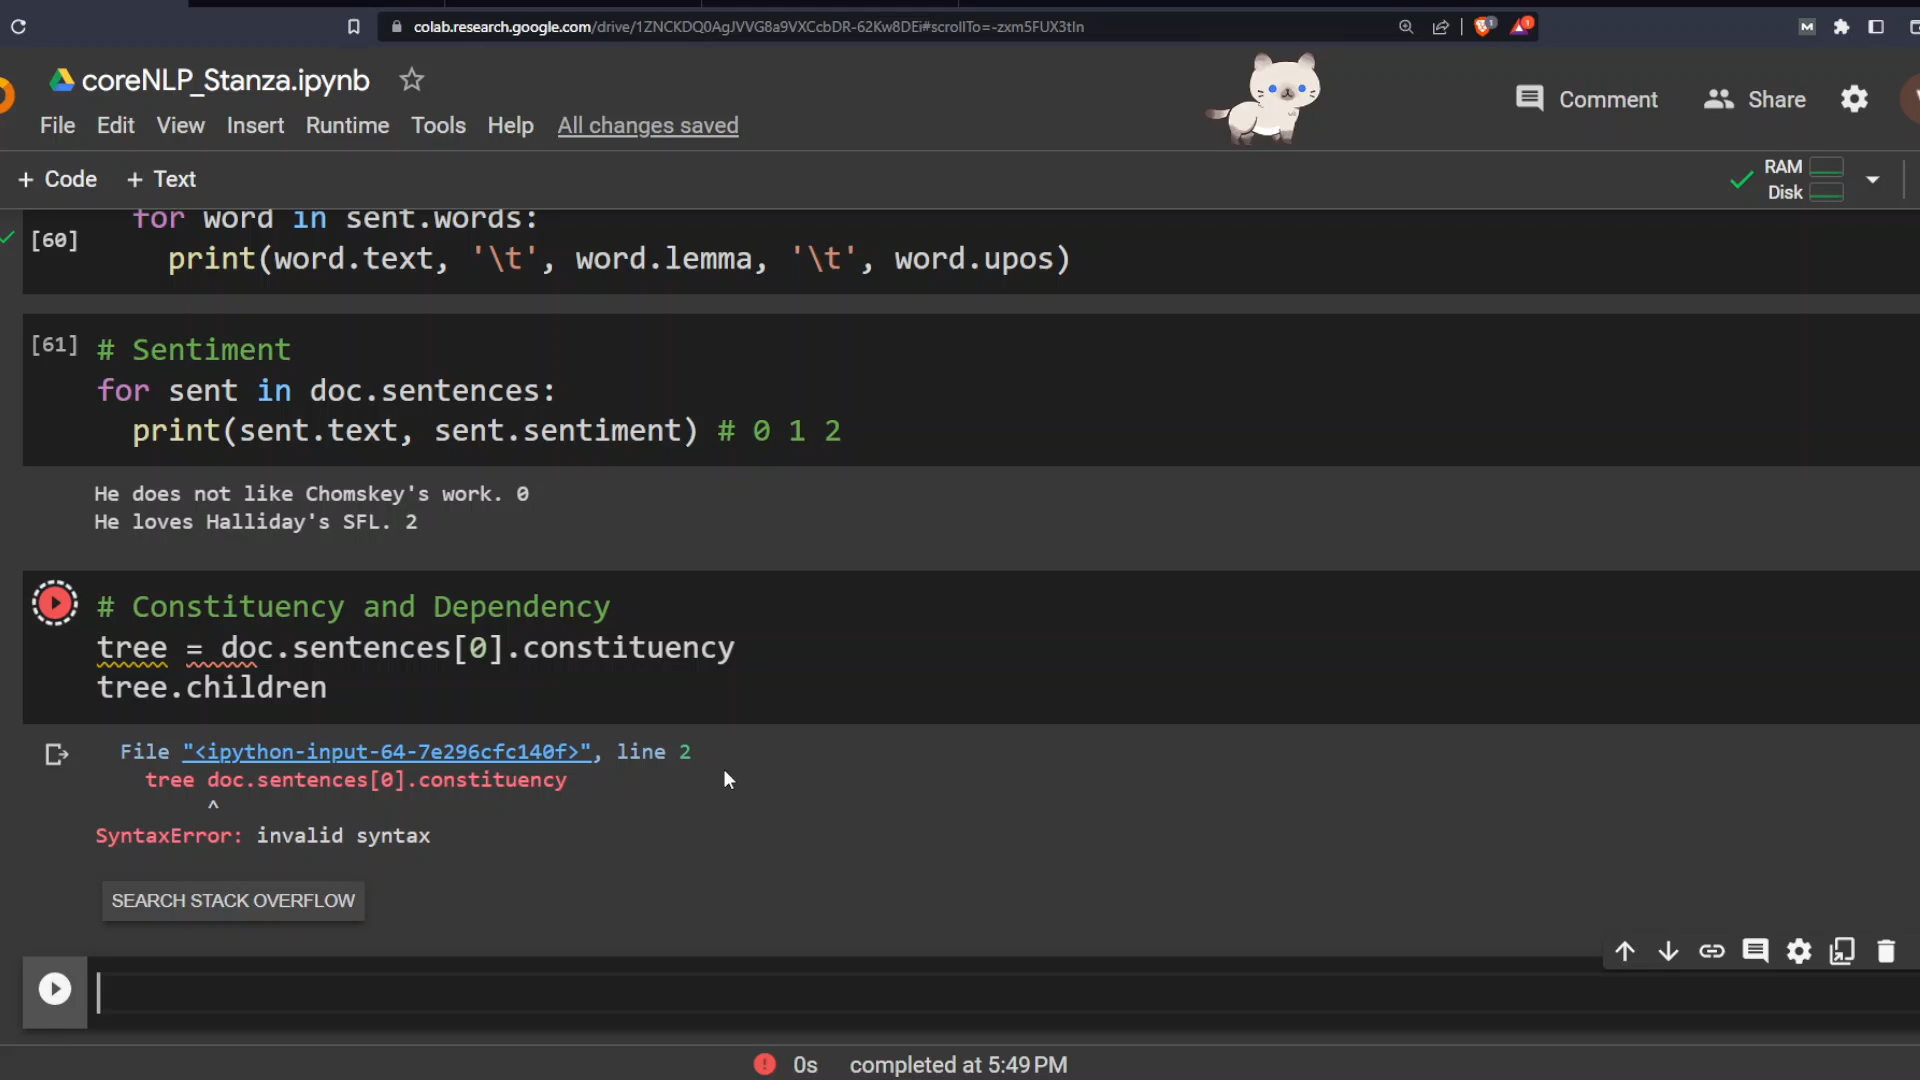 colab.research.google.com/drive/1ZNCKDQ0AgJVVG8a9VXCcbDR-62Kw8DEi#scrollTo=-zxm5FUX3tIn
1
1
M
coreNLP_Stanza.ipynb
Comment
Share
File Edit View Insert Runtime Tools Help All changes saved
+ Code + Text
RAM
Disk
for word in sent.words:
[60]
print(word.text, '\t', word.lemma, '\t', word.upos)
[61]
# Sentiment
for sent in doc.sentences:
print(sent.text, sent.sentiment) # 0 1 2
He does not like Chomskey's work. 0
He loves Halliday's SFL. 2
# Constituency and Dependency
tree = doc.sentences[0].constituency
tree.children
File "<ipython-input-64-7e296cfc140f>", line 2
tree doc.sentences[0].constituency
^
SyntaxError: invalid syntax
SEARCH STACK OVERFLOW
! 0s completed at 5:49 PM